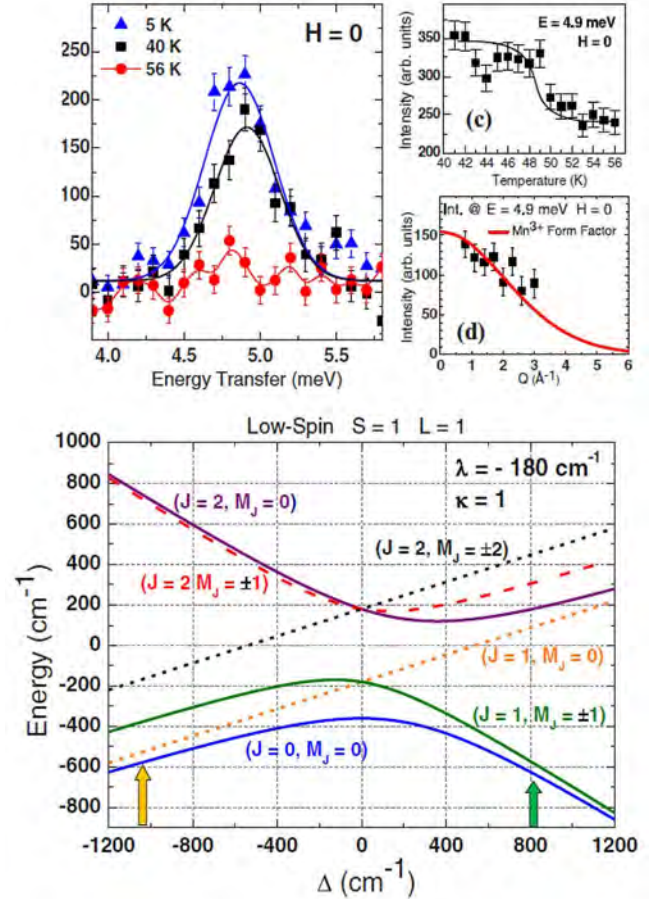 5 K
40 K
56 K
H = 0
250
200
150
100
50
0
4.0
4.5
5.0
5.5
Energy Transfer (meV)
Intensity (arb. units)
400
350
300
250
200
E = 4.9 meV
H = 0
(c)
40 42 44 46 48 50 52 54 56
Temperature (K)
Intensity (arb. units)
200
150
100
50
0
Int. @ E = 4.9 meV H = 0
Mn3+ Form Factor
(d)
0 1 2 3 4 5 6
Q (Å-1)
Low-Spin S = 1 L = 1
Energy (cm-1)
1000
800
600
400
200
0
-200
-400
-600
-800
λ = - 180 cm-1
κ = 1
(J = 2, MJ = 0)
(J = 2, MJ = ±2)
(J = 2 MJ = ±1)
(J = 1, MJ = 0)
(J = 1, MJ = ±1)
(J = 0, MJ = 0)
-1200 -800 -400 0 400 800 1200
Δ (cm-1)